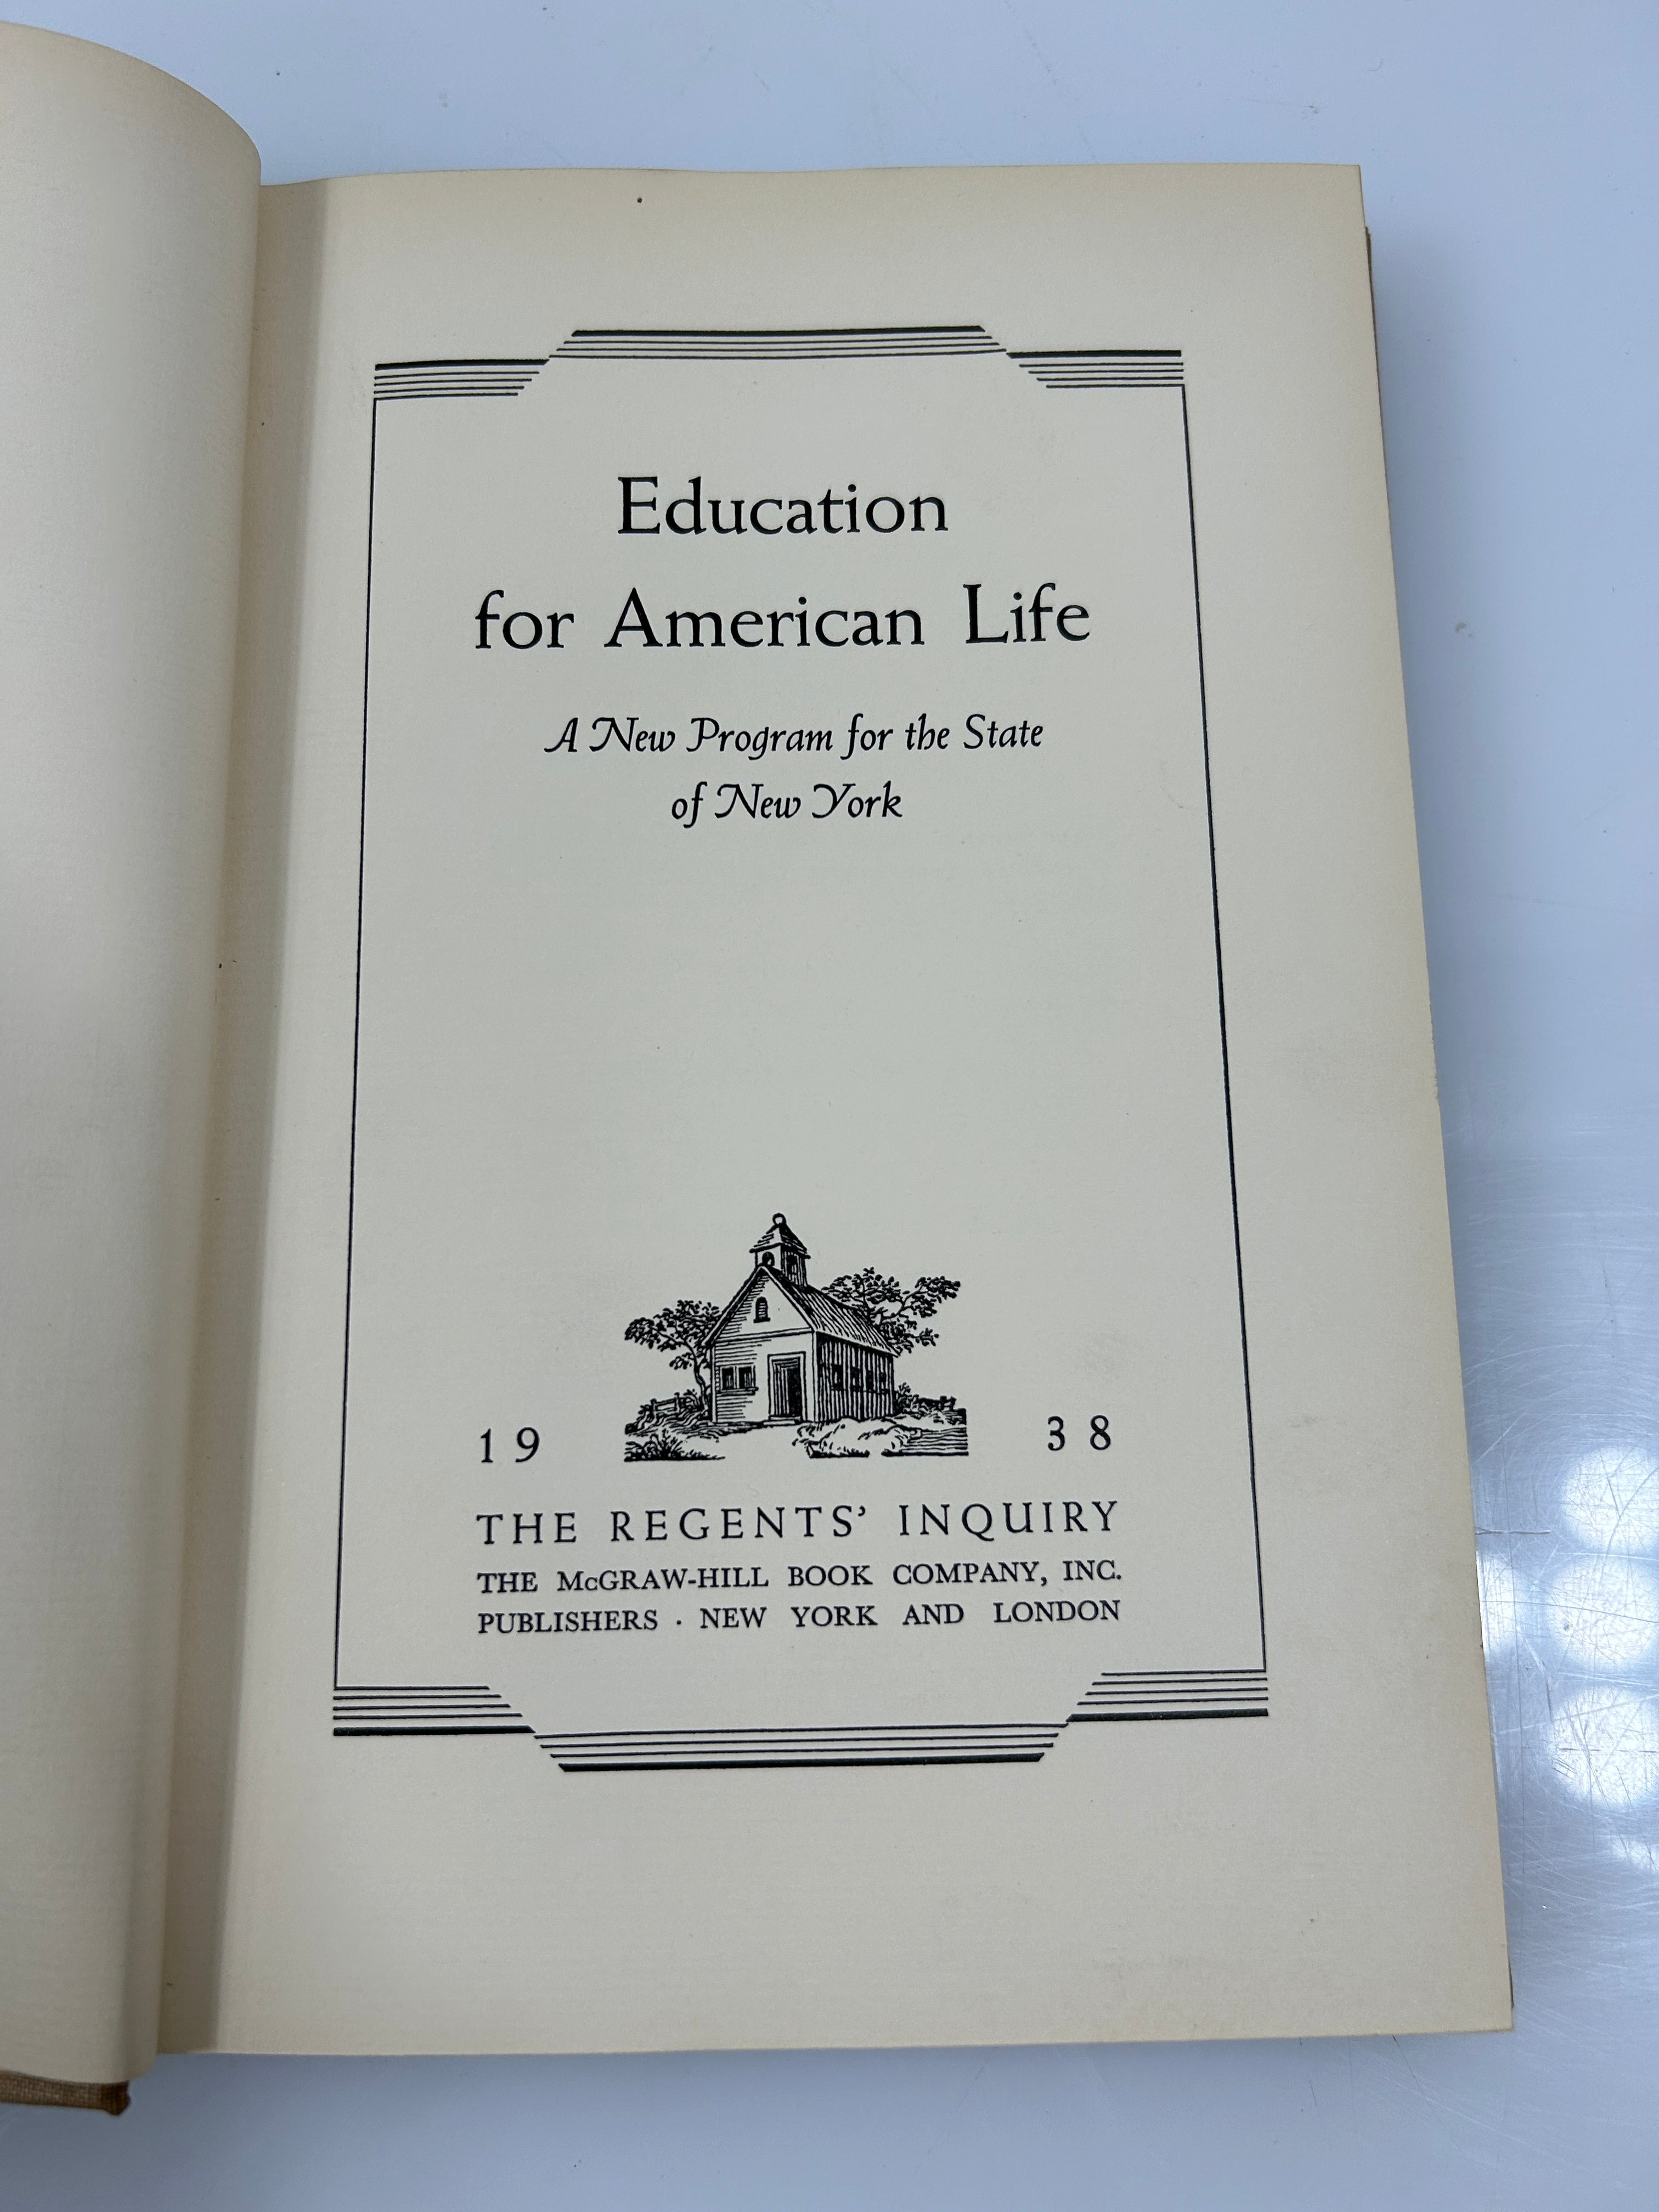 Education
for American Life
A New Program for the State
of New York
19 38
THE REGENTS’ INQUIRY
THE McGRAW-HILL BOOK COMPANY, INC.
PUBLISHERS · NEW YORK AND LONDON